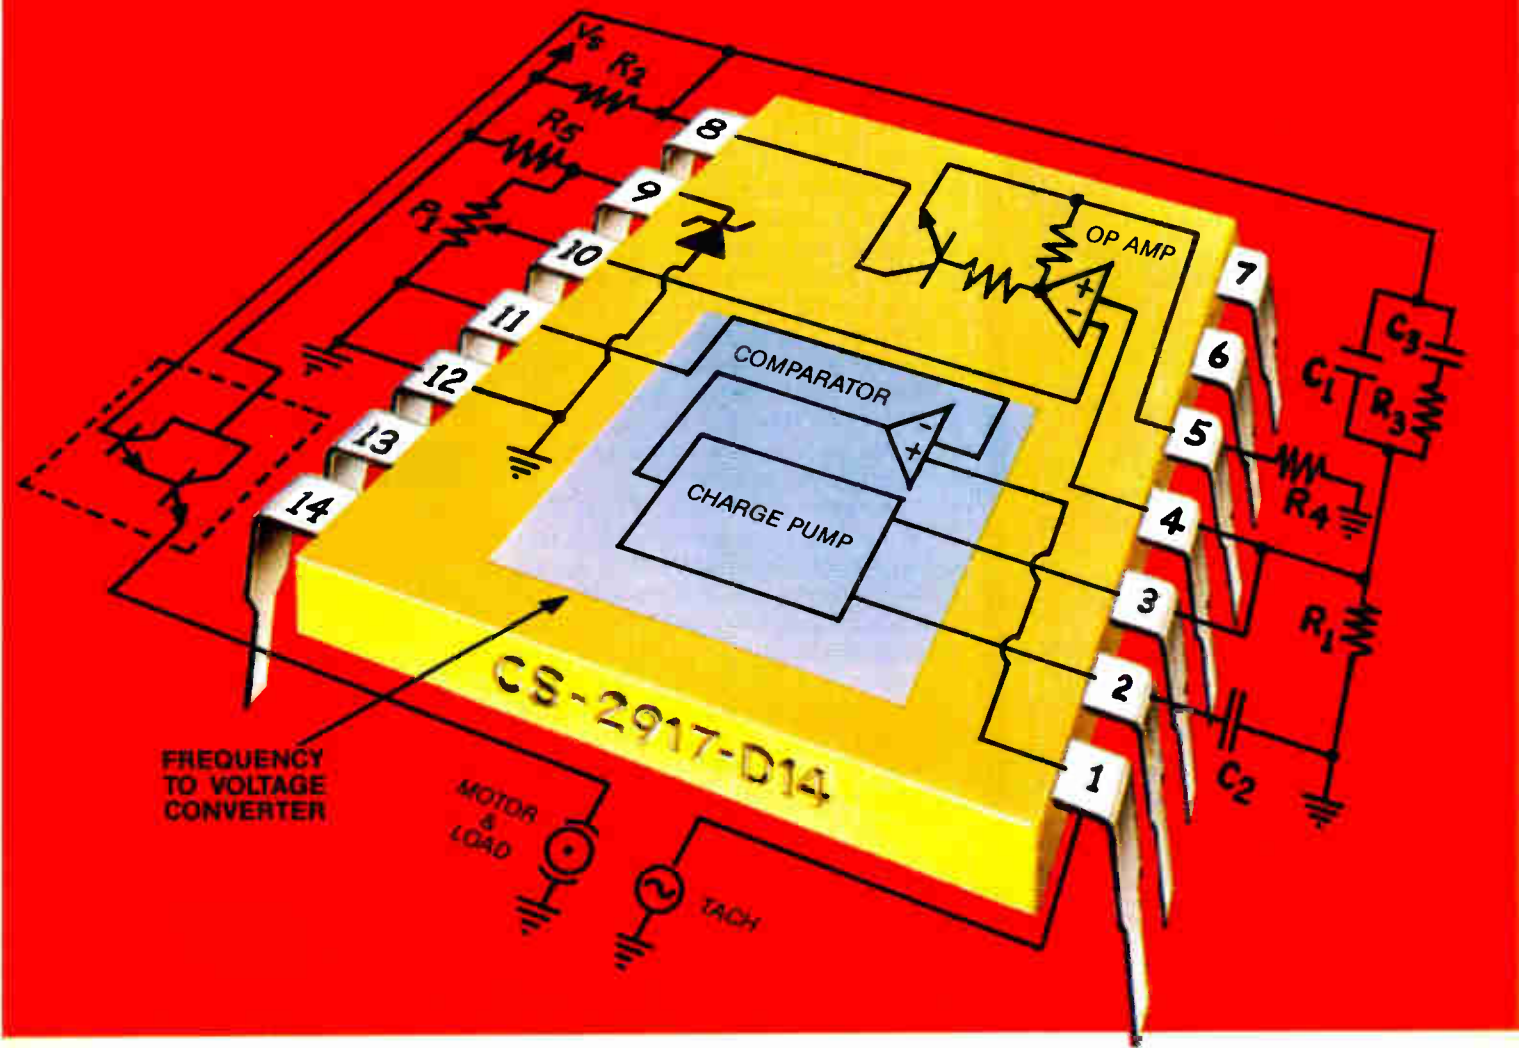 Vs
R2
R5
P1
8
9
10
11
12
13
14
OP AMP
COMPARATOR
CHARGE PUMP
7
6
5
4
3
2
1
C1
C3
R3
R4
R1
C2
CS-2917-D14
FREQUENCY
TO VOLTAGE
CONVERTER
MOTOR
&
LOAD
TACH